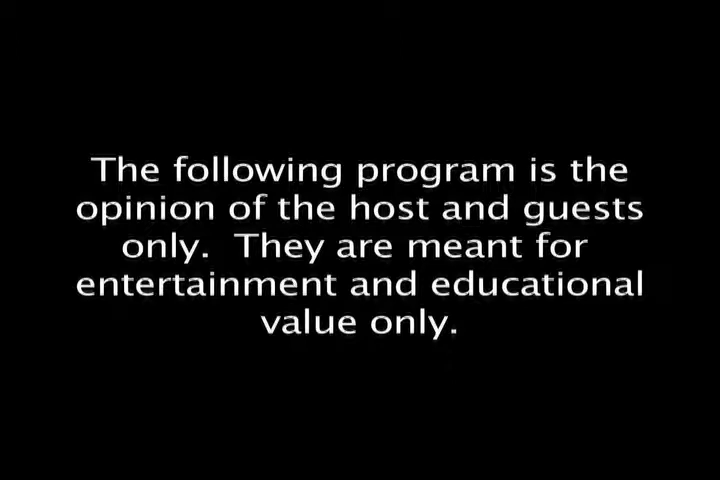 The following program is the
opinion of the host and guests
only.  They are meant for
entertainment and educational
value only.